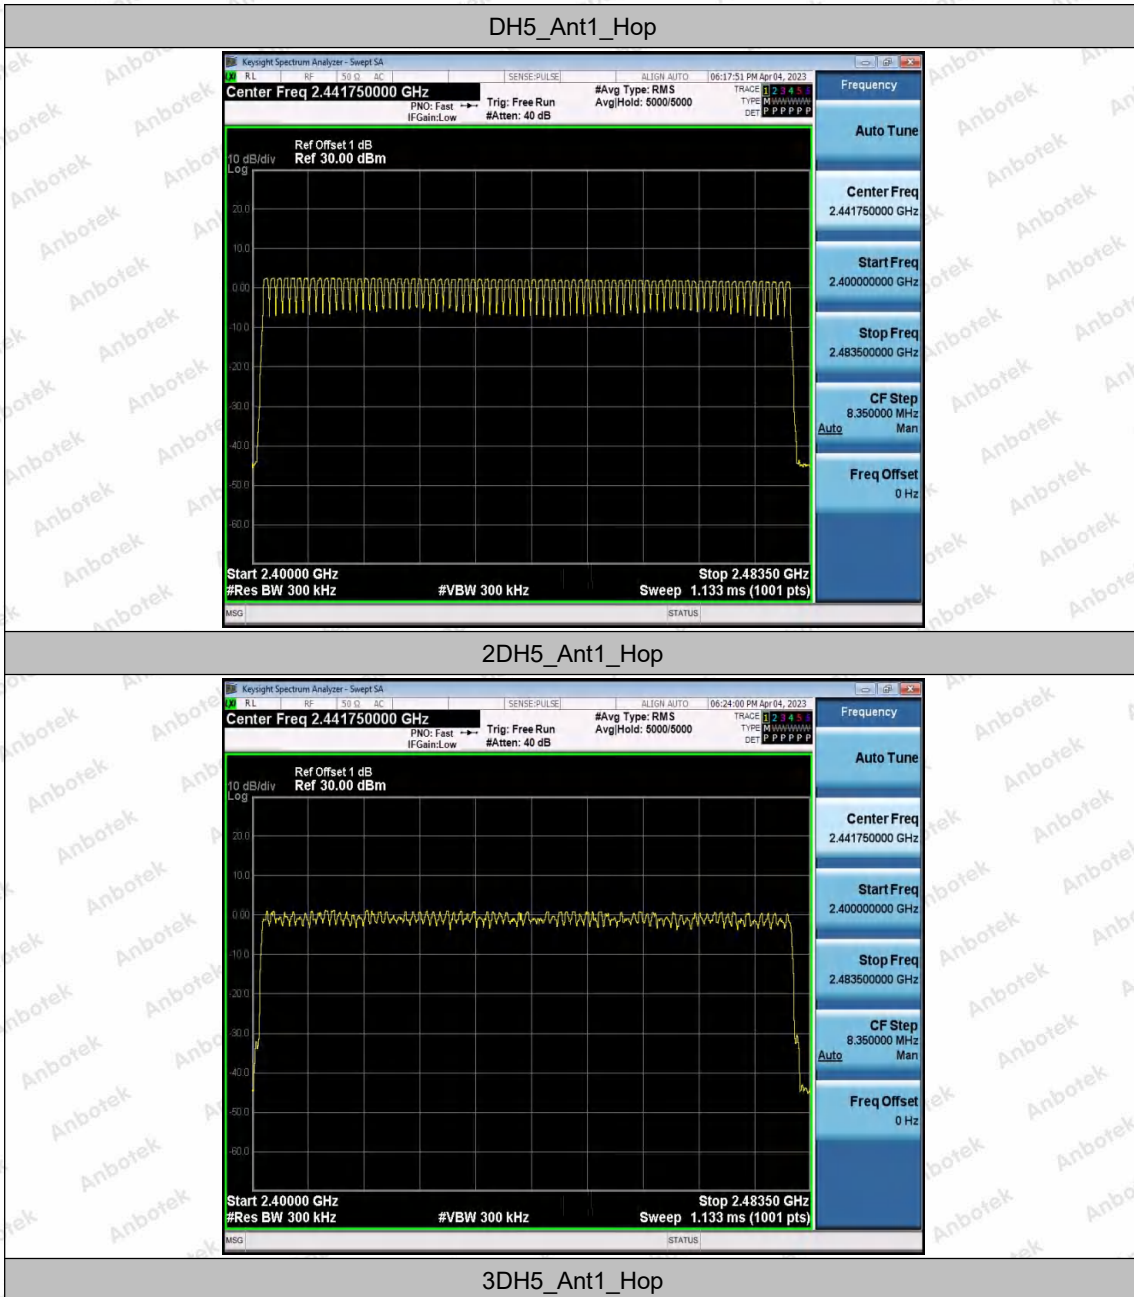 DH5_Ant1_Hop
Keysight Spectrum Analyzer - Swept SA
RL RF 50 Ω AC SENSE:PULSE ALIGN AUTO 06:17:51 PM Apr 04, 2023
Center Freq 2.441750000 GHz
PNO: Fast
IFGain:Low
Trig: Free Run
#Atten: 40 dB
#Avg Type: RMS
Avg|Hold: 5000/5000
TRACE 1 2 3 4 5 6
TYPE M WWWWW
DET P P P P P P
Frequency
Auto Tune
Center Freq
2.441750000 GHz
Start Freq
2.400000000 GHz
Stop Freq
2.483500000 GHz
CF Step
8.350000 MHz
Auto Man
Freq Offset
0 Hz
Ref Offset 1 dB
10 dB/div Ref 30.00 dBm
Log
20.0
10.0
0.00
-10.0
-20.0
-30.0
-40.0
-50.0
-60.0
Start 2.40000 GHz Stop 2.48350 GHz
#Res BW 300 kHz #VBW 300 kHz Sweep 1.133 ms (1001 pts)
MSG STATUS
2DH5_Ant1_Hop
Keysight Spectrum Analyzer - Swept SA
RL RF 50 Ω AC SENSE:PULSE ALIGN AUTO 06:24:00 PM Apr 04, 2023
Center Freq 2.441750000 GHz
PNO: Fast
IFGain:Low
Trig: Free Run
#Atten: 40 dB
#Avg Type: RMS
Avg|Hold: 5000/5000
TRACE 1 2 3 4 5 6
TYPE M WWWWW
DET P P P P P P
Frequency
Auto Tune
Center Freq
2.441750000 GHz
Start Freq
2.400000000 GHz
Stop Freq
2.483500000 GHz
CF Step
8.350000 MHz
Auto Man
Freq Offset
0 Hz
Ref Offset 1 dB
10 dB/div Ref 30.00 dBm
Log
20.0
10.0
0.00
-10.0
-20.0
-30.0
-40.0
-50.0
-60.0
Start 2.40000 GHz Stop 2.48350 GHz
#Res BW 300 kHz #VBW 300 kHz Sweep 1.133 ms (1001 pts)
MSG STATUS
3DH5_Ant1_Hop
Anbotek